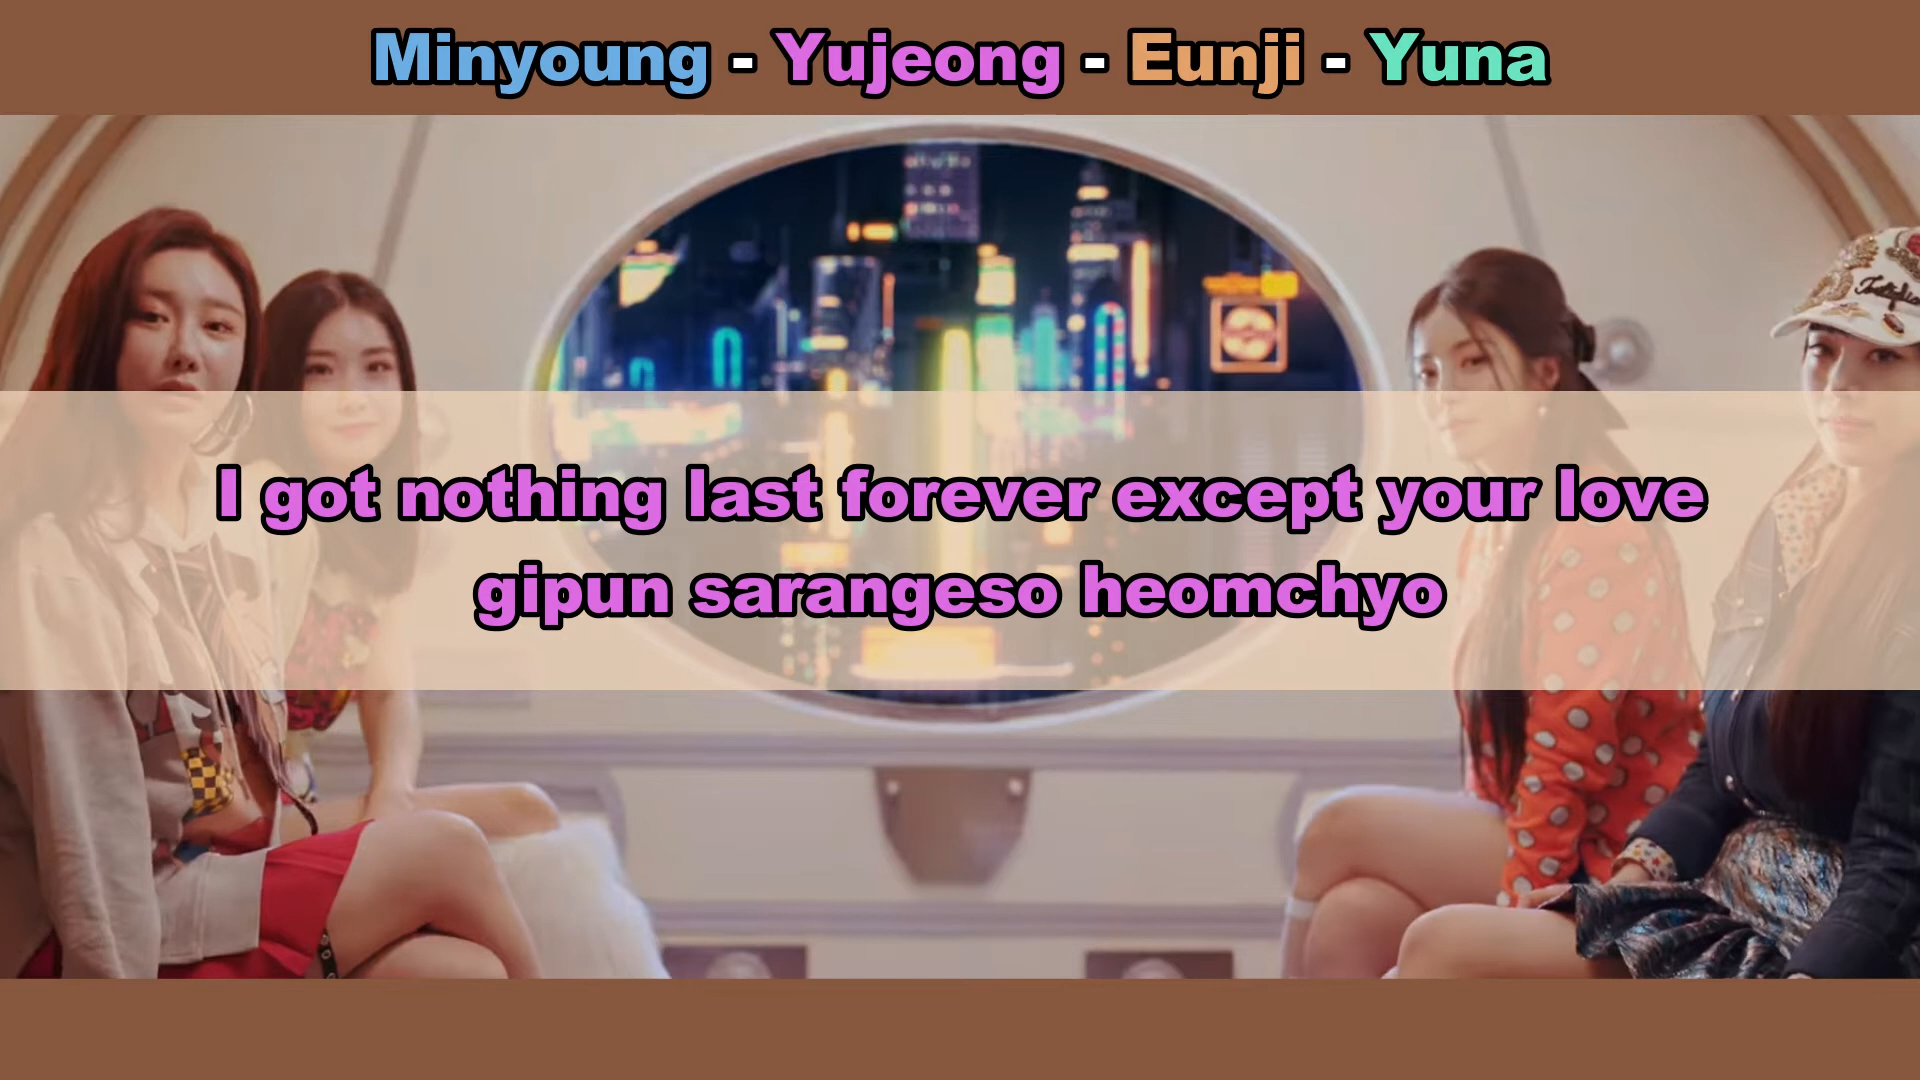 Minyoung - Yujeong - Eunji - Yuna
I got nothing last forever except your love
gipun sarangeso heomchyo